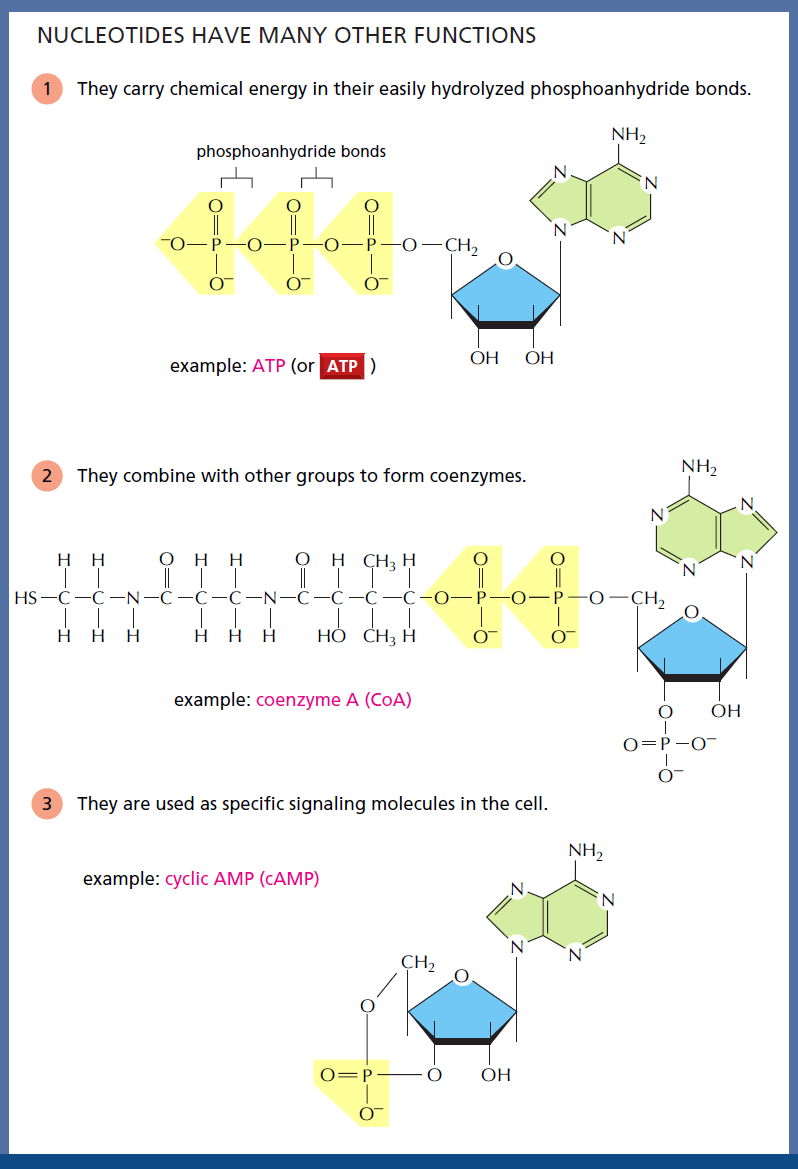 NUCLEOTIDES HAVE MANY OTHER FUNCTIONS
1 They carry chemical energy in their easily hydrolyzed phosphoanhydride bonds.
phosphoanhydride bonds
NH₂
N N
O O O
⁻O—P—O—P—O—P—O—CH₂ N N
O⁻ O⁻ O⁻
O
OH OH
example: ATP (or ATP )
2 They combine with other groups to form coenzymes.
NH₂
N N
N N
H H O H H O H CH₃ H O O
HS—C—C—N—C—C—C—N—C—C—C—C—O—P—O—P—O—CH₂
H H H H H H HO CH₃ H O⁻ O⁻
O
example: coenzyme A (CoA)
O OH
O=P—O⁻
O⁻
3 They are used as specific signaling molecules in the cell.
NH₂
example: cyclic AMP (cAMP)
N N
N N
CH₂
O
O
O=P—O OH
O⁻